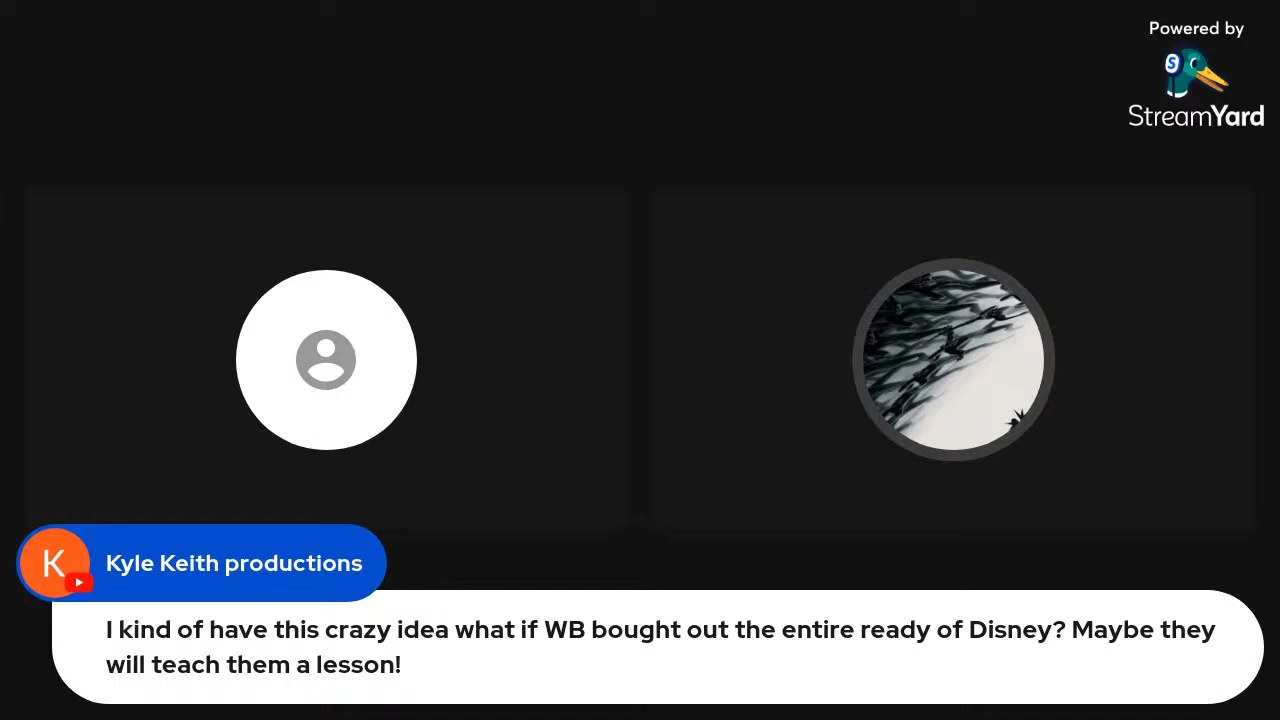 Powered by
S
StreamYard
K
Kyle Keith productions
I kind of have this crazy idea what if WB bought out the entire ready of Disney? Maybe they
will teach them a lesson!